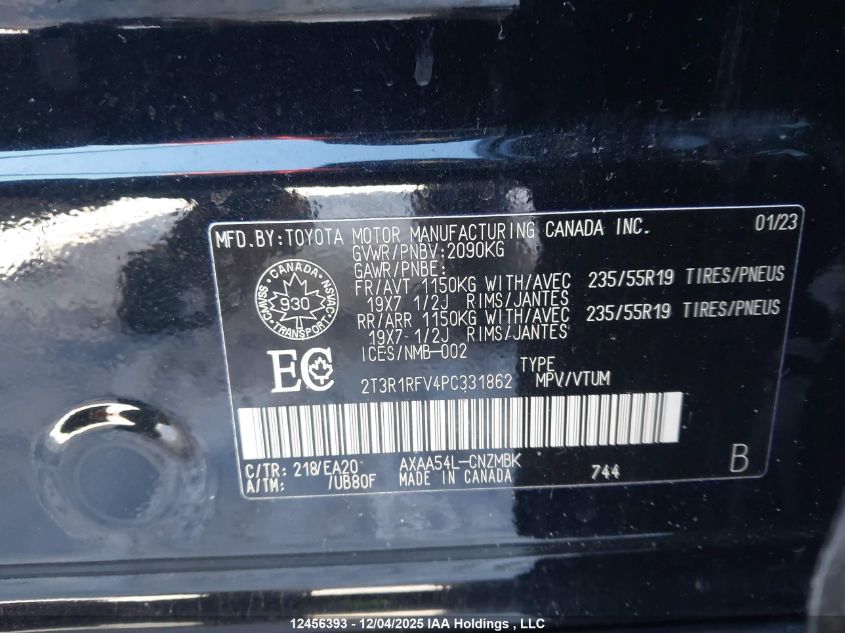 MFD.BY:TOYOTA MOTOR MANUFACTURING CANADA INC. 01/23
GVWR/PNBV:2090KG
GAWR/PNBE:
FR/AVT 1150KG WITH/AVEC 235/55R19 TIRES/PNEUS
19X7 1/2J RIMS/JANTES
RR/ARR 1150KG WITH/AVEC 235/55R19 TIRES/PNEUS
19X7-1/2J RIMS/JANTES
ICES/NMB-002
CANADA
CMVSS NSVAC
930
TRANSPORT
EC
TYPE
2T3R1RFV4PC331862 MPV/VTUM
C/TR: 218/EA20 AXAA54L-CNZMBK
A/TM: /UB80F MADE IN CANADA 744 B
12456393 - 12/04/2025 IAA Holdings , LLC